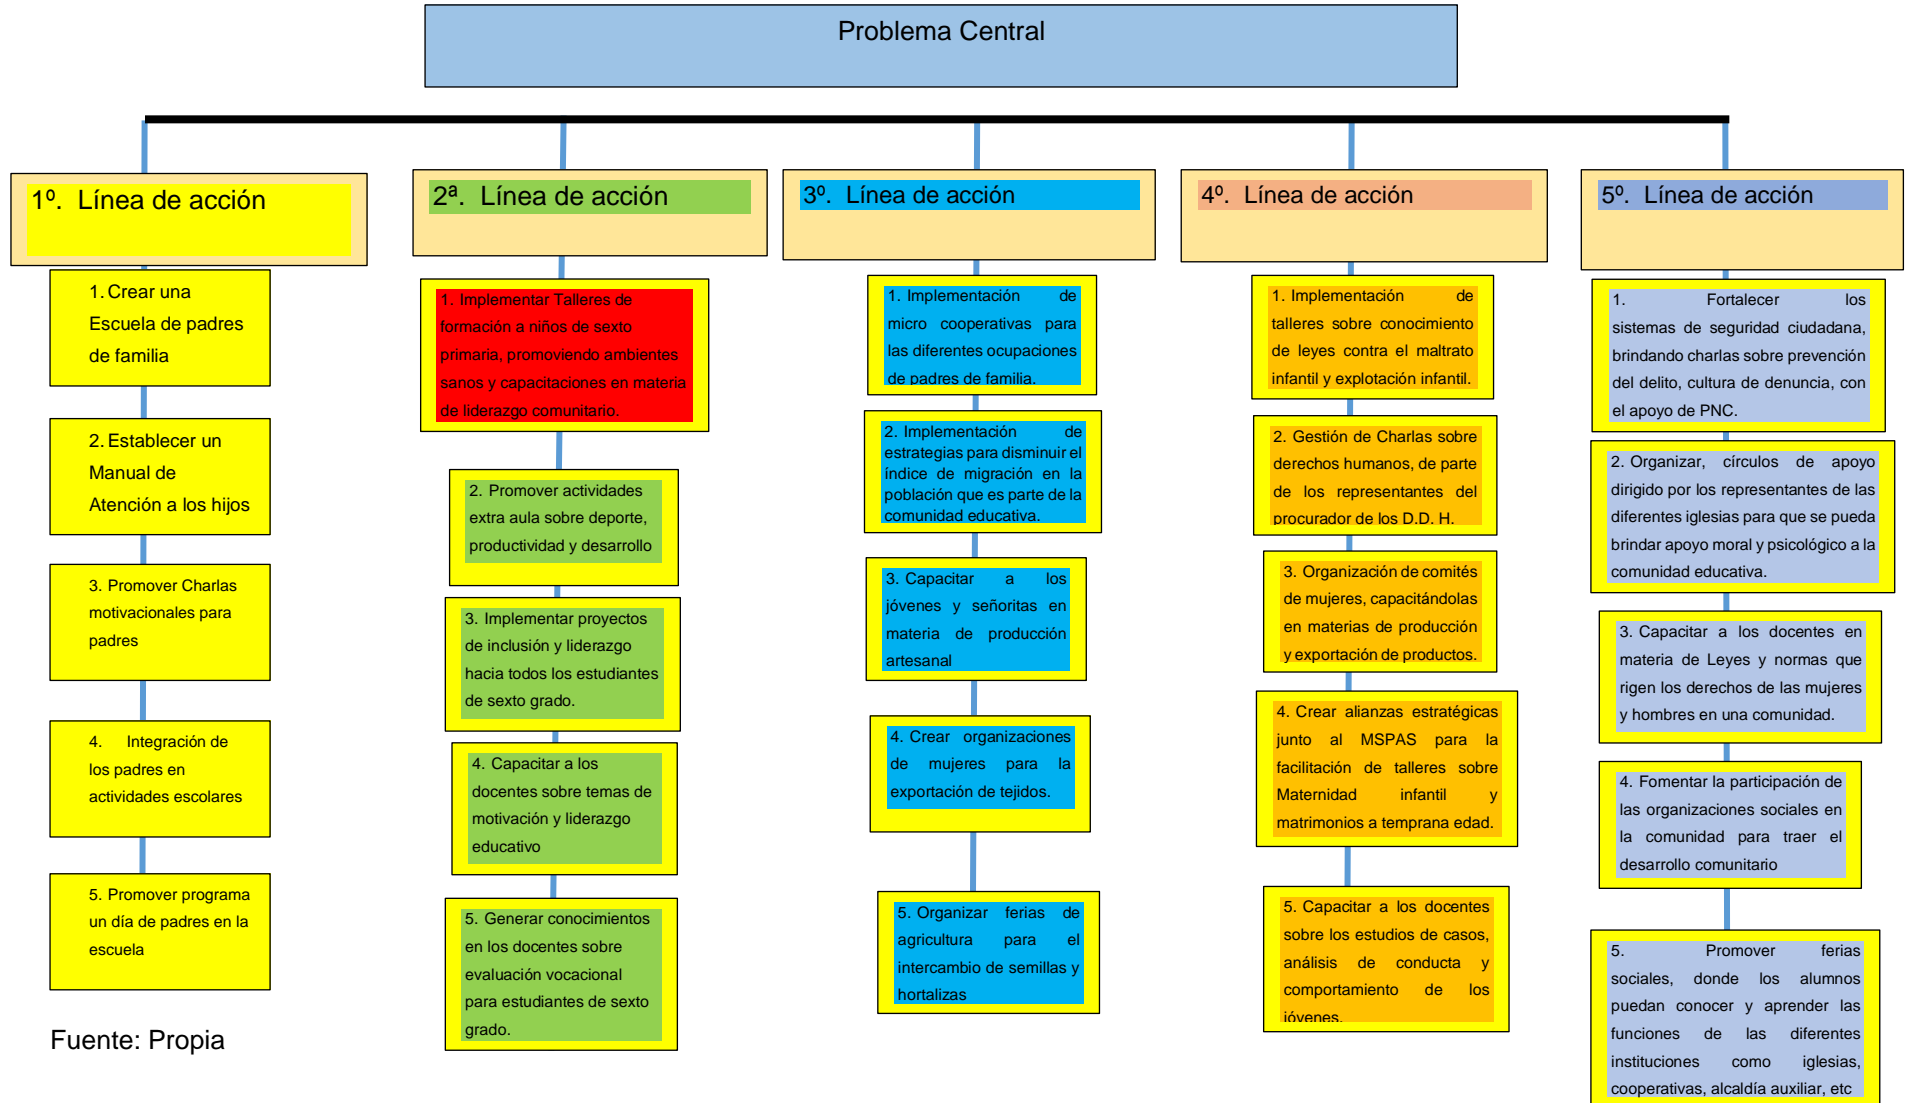 Problema Central
1º. Línea de acción
1. Crear una
Escuela de padres
de familia
2. Establecer un
Manual de
Atención a los hijos
3. Promover Charlas
motivacionales para
padres
4. Integración de
los padres en
actividades escolares
5. Promover programa
un día de padres en la
escuela
2ª. Línea de acción
1. Implementar Talleres de
formación a niños de sexto
primaria, promoviendo ambientes
sanos y capacitaciones en materia
de liderazgo comunitario.
2. Promover actividades
extra aula sobre deporte,
productividad y desarrollo
3. Implementar proyectos
de inclusión y liderazgo
hacia todos los estudiantes
de sexto grado.
4. Capacitar a los
docentes sobre temas de
motivación y liderazgo
educativo
5. Generar conocimientos
en los docentes sobre
evaluación vocacional
para estudiantes de sexto
grado.
3º. Línea de acción
1. Implementación de
micro cooperativas para
las diferentes ocupaciones
de padres de familia.
2. Implementación de
estrategias para disminuir el
índice de migración en la
población que es parte de la
comunidad educativa.
3. Capacitar a los
jóvenes y señoritas en
materia de producción
artesanal
4. Crear organizaciones
de mujeres para la
exportación de tejidos.
5. Organizar ferias de
agricultura para el
intercambio de semillas y
hortalizas
4º. Línea de acción
1. Implementación de
talleres sobre conocimiento
de leyes contra el maltrato
infantil y explotación infantil.
2. Gestión de Charlas sobre
derechos humanos, de parte
de los representantes del
procurador de los D.D. H.
3. Organización de comités
de mujeres, capacitándolas
en materias de producción
y exportación de productos.
4. Crear alianzas estratégicas
junto al MSPAS para la
facilitación de talleres sobre
Maternidad infantil y
matrimonios a temprana edad.
5. Capacitar a los docentes
sobre los estudios de casos,
análisis de conducta y
comportamiento de los
jóvenes.
5º. Línea de acción
1. Fortalecer los
sistemas de seguridad ciudadana,
brindando charlas sobre prevención
del delito, cultura de denuncia, con
el apoyo de PNC.
2. Organizar, círculos de apoyo
dirigido por los representantes de las
diferentes iglesias para que se pueda
brindar apoyo moral y psicológico a la
comunidad educativa.
3. Capacitar a los docentes en
materia de Leyes y normas que
rigen los derechos de las mujeres
y hombres en una comunidad.
4. Fomentar la participación de
las organizaciones sociales en
la comunidad para traer el
desarrollo comunitario
5. Promover ferias
sociales, donde los alumnos
puedan conocer y aprender las
funciones de las diferentes
instituciones como iglesias,
cooperativas, alcaldía auxiliar, etc
Fuente: Propia